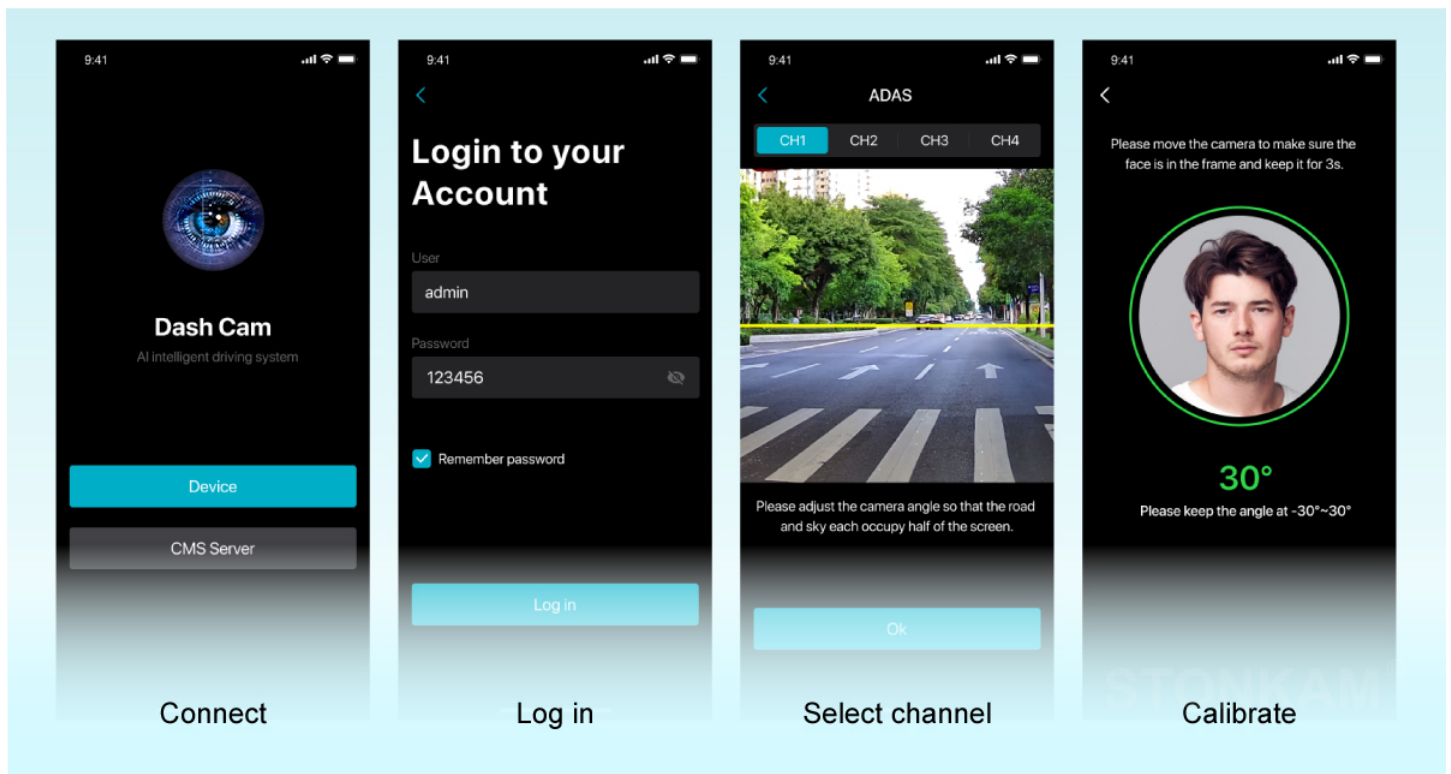 9:41
Dash Cam
AI intelligent driving system
Device
CMS Server
Connect
9:41
Login to your
Account
User
admin
Password
123456
Remember password
Log in
Log in
9:41
ADAS
CH1 CH2 CH3 CH4
Please adjust the camera angle so that the road
and sky each occupy half of the screen.
Ok
Select channel
9:41
Please move the camera to make sure the
face is in the frame and keep it for 3s.
30°
Please keep the angle at -30°~30°
STONKAM
Calibrate